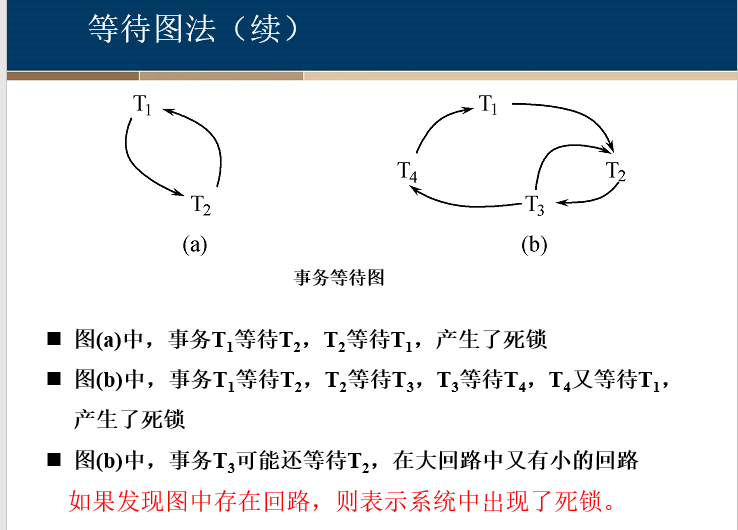 等待图法（续）
T₁ T₁
T₄ T₂
T₂ T₃
(a) (b)
事务等待图
■ 图(a)中，事务T₁等待T₂，T₂等待T₁，产生了死锁
■ 图(b)中，事务T₁等待T₂，T₂等待T₃，T₃等待T₄，T₄又等待T₁，
产生了死锁
■ 图(b)中，事务T₃可能还等待T₂，在大回路中又有小的回路
如果发现图中存在回路，则表示系统中出现了死锁。